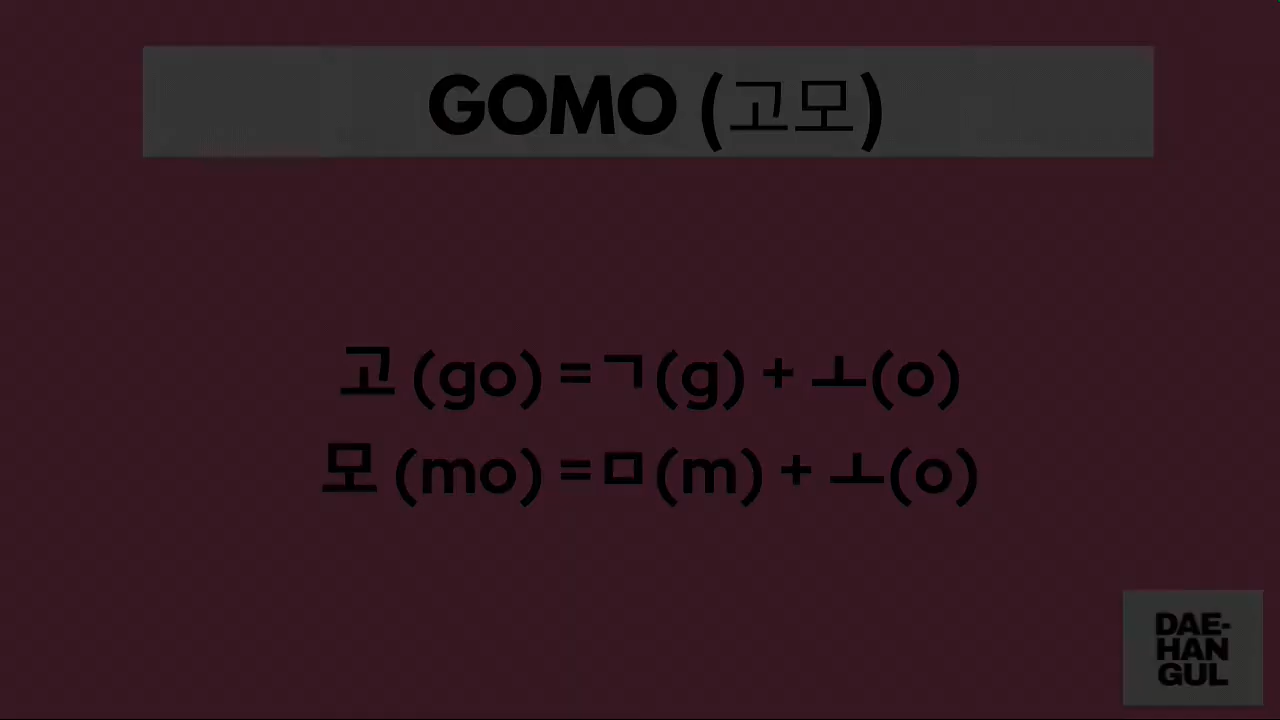 GOMO (고모)
고 (go) = ㄱ(g) + ㅗ(o)
모 (mo) = ㅁ(m) + ㅗ(o)
DAE-
HAN
GUL